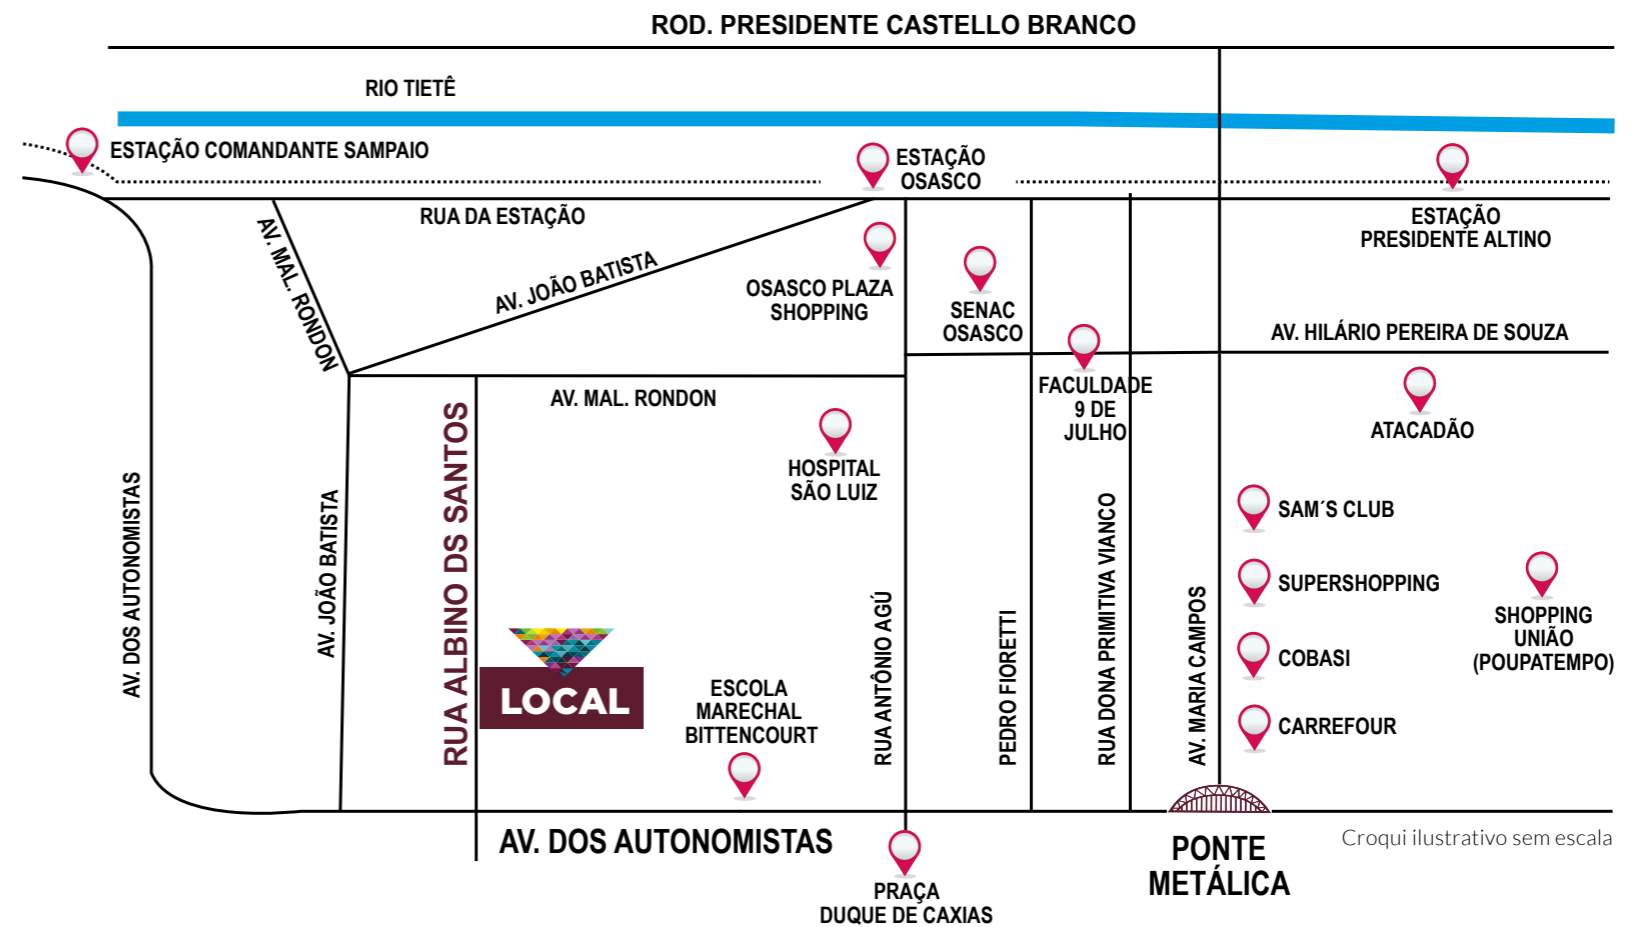 ROD. PRESIDENTE CASTELLO BRANCO
RIO TIETÊ
ESTAÇÃO COMANDANTE SAMPAIO
ESTAÇÃO
OSASCO
RUA DA ESTAÇÃO
ESTAÇÃO
PRESIDENTE ALTINO
AV. MAL. RONDON
AV. JOÃO BATISTA
OSASCO PLAZA
SHOPPING
SENAC
OSASCO
AV. HILÁRIO PEREIRA DE SOUZA
FACULDADE
9 DE
JULHO
AV. MAL. RONDON
ATACADÃO
HOSPITAL
SÃO LUIZ
AV. DOS AUTONOMISTAS
AV. JOÃO BATISTA
RUA ALBINO DS SANTOS
LOCAL
ESCOLA
MARECHAL
BITTENCOURT
RUA ANTÔNIO AGÚ
PEDRO FIORETTI
RUA DONA PRIMITIVA VIANCO
AV. MARIA CAMPOS
SAM´S CLUB
SUPERSHOPPING
COBASI
CARREFOUR
SHOPPING
UNIÃO
(POUPATEMPO)
AV. DOS AUTONOMISTAS
PRAÇA
DUQUE DE CAXIAS
PONTE
METÁLICA
Croqui ilustrativo sem escala